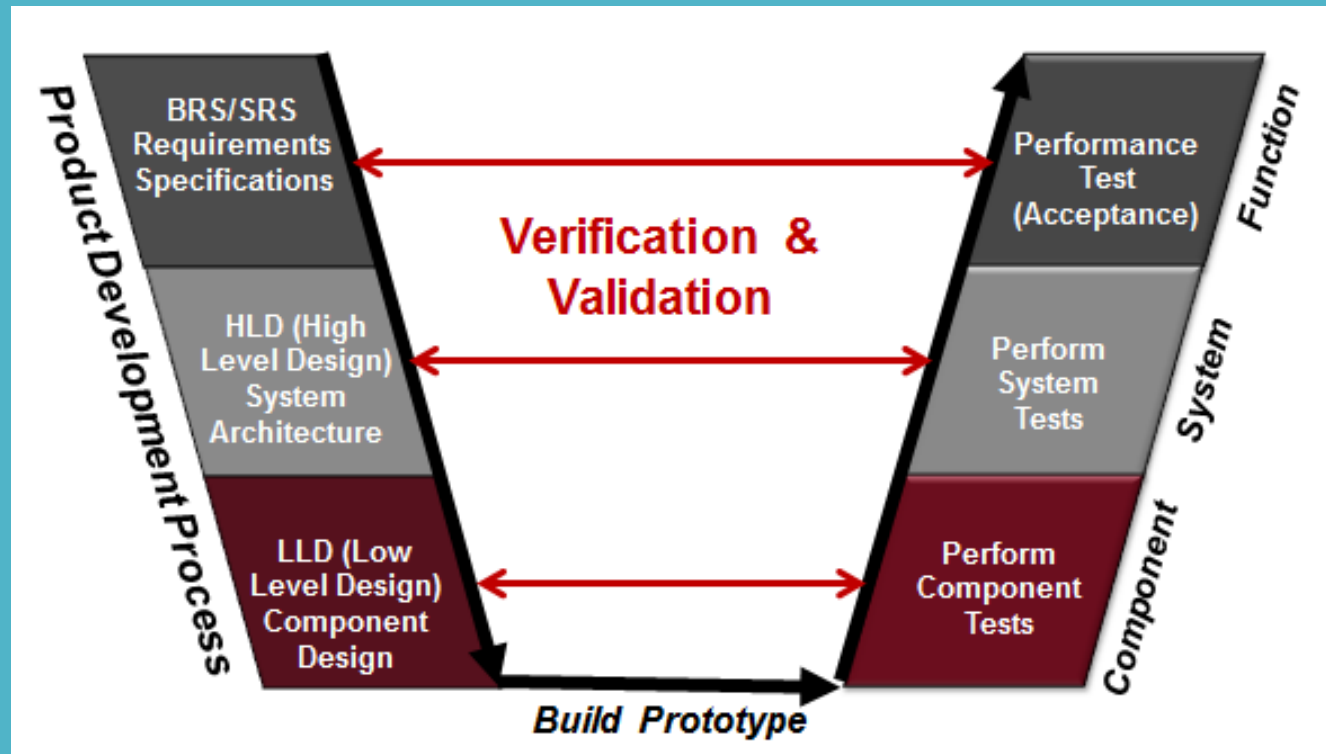 Product Development Process
BRS/SRS
Requirements
Specifications
HLD (High
Level Design)
System
Architecture
LLD (Low
Level Design)
Component
Design
Verification &
Validation
Build Prototype
Performance
Test
(Acceptance)
Perform
System
Tests
Perform
Component
Tests
Function
System
Component